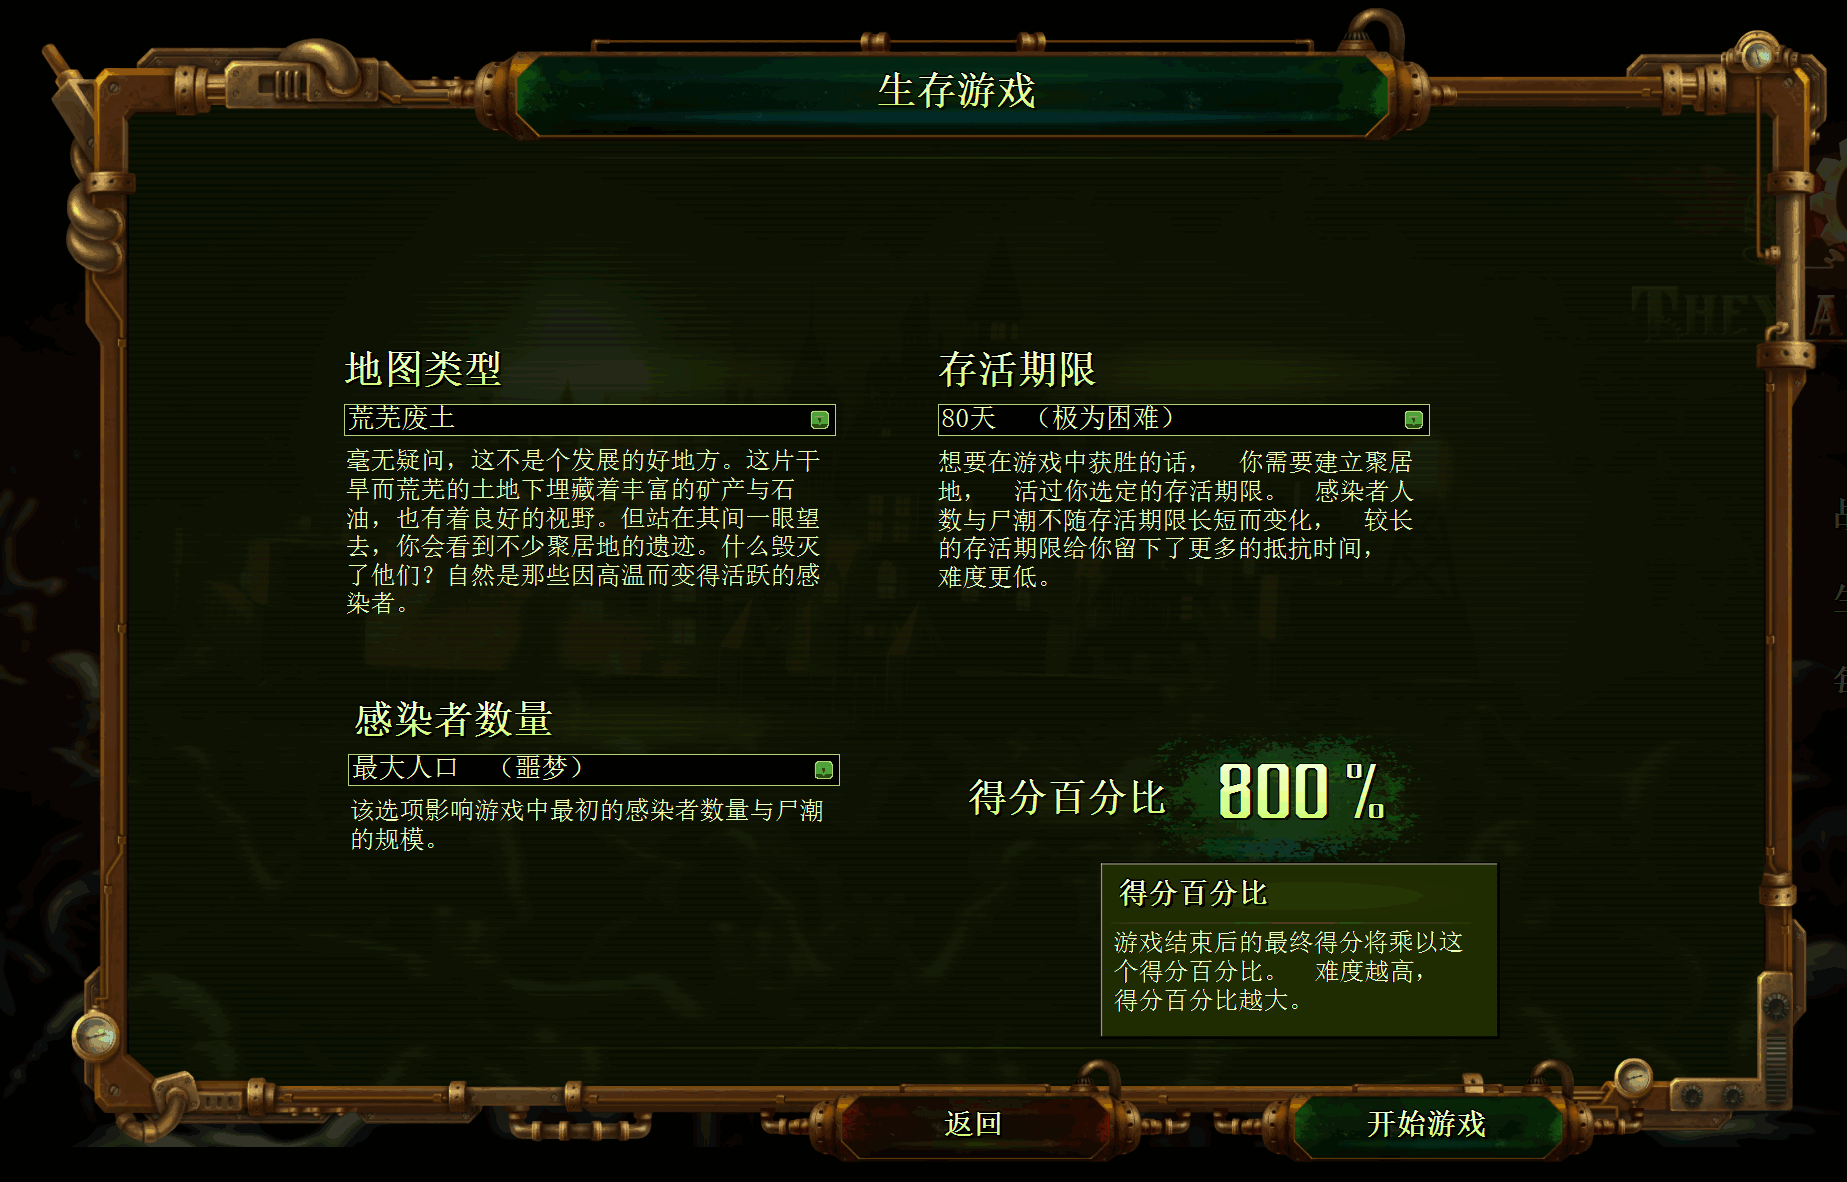 生存游戏
THEY A
地图类型
荒芜废土
毫无疑问，这不是个发展的好地方。这片干
旱而荒芜的土地下埋藏着丰富的矿产与石
油，也有着良好的视野。但站在其间一眼望
去，你会看到不少聚居地的遗迹。什么毁灭
了他们？自然是那些因高温而变得活跃的感
染者。
存活期限
80天 （极为困难）
想要在游戏中获胜的话， 你需要建立聚居
地， 活过你选定的存活期限。 感染者人
数与尸潮不随存活期限长短而变化， 较长
的存活期限给你留下了更多的抵抗时间，
难度更低。
感染者数量
最大人口 （噩梦）
该选项影响游戏中最初的感染者数量与尸潮
的规模。
得分百分比 800 %
得分百分比
游戏结束后的最终得分将乘以这
个得分百分比。 难度越高，
得分百分比越大。
返回
开始游戏